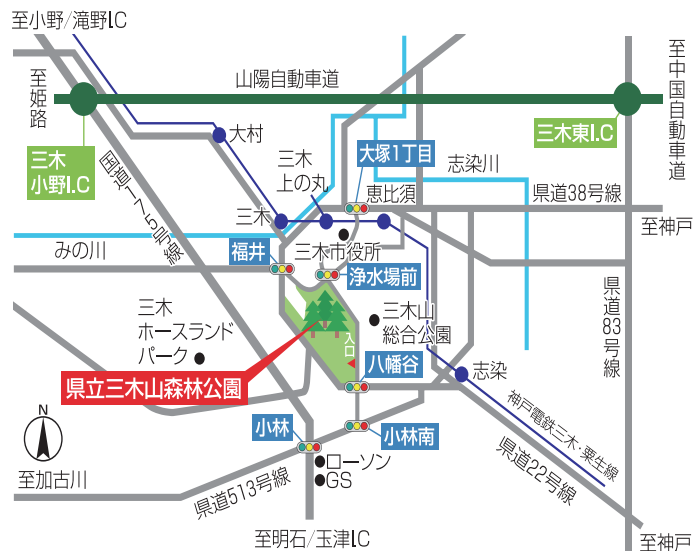 至小野/滝野I.C
至姫路
山陽自動車道
至中国自動車道
三木
小野I.C
大村
国道175号線
三木
上の丸
大塚1丁目
志染川
三木東I.C
恵比須
県道38号線
至神戸
三木
みの川
福井
三木市役所
浄水場前
県道83号線
三木
ホースランド
パーク
三木山
総合公園
入口
県立三木山森林公園
八幡谷
志染
神戸電鉄三木・粟生線
N
小林
小林南
県道22号線
ローソン
GS
至加古川
県道513号線
至明石/玉津I.C
至神戸